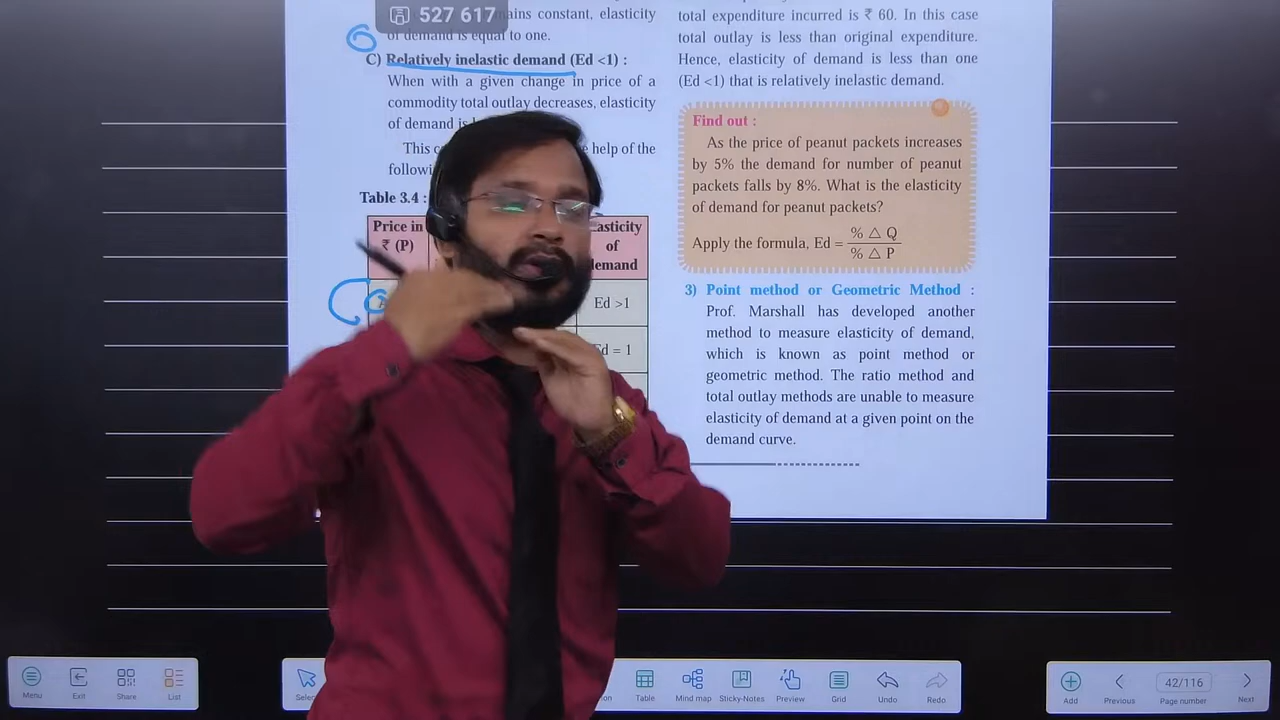 527 617
ains constant, elasticity
of demand is equal to one.
C) Relatively inelastic demand (Ed <1) :
When with a given change in price of a
commodity total outlay decreases, elasticity
of demand is
This e help of the
Table 3.4 :
Price in
₹ (P)
of
Ed >1
Ed = 1
total expenditure incurred is ₹ 60. In this case
total outlay is less than original expenditure.
Hence, elasticity of demand is less than one
(Ed <1) that is relatively inelastic demand.
Find out :
As the price of peanut packets increases
by 5% the demand for number of peanut
packets falls by 8%. What is the elasticity
of demand for peanut packets?
Apply the formula, Ed = % △ Q
% △ P
3) Point method or Geometric Method :
Prof. Marshall has developed another
method to measure elasticity of demand,
which is known as point method or
geometric method. The ratio method and
total outlay methods are unable to measure
elasticity of demand at a given point on the
demand curve.
Menu Exit Share List Table Mind map Sticky-Notes Preview Grid Undo Redo Add Previous 42/116 Page number Next